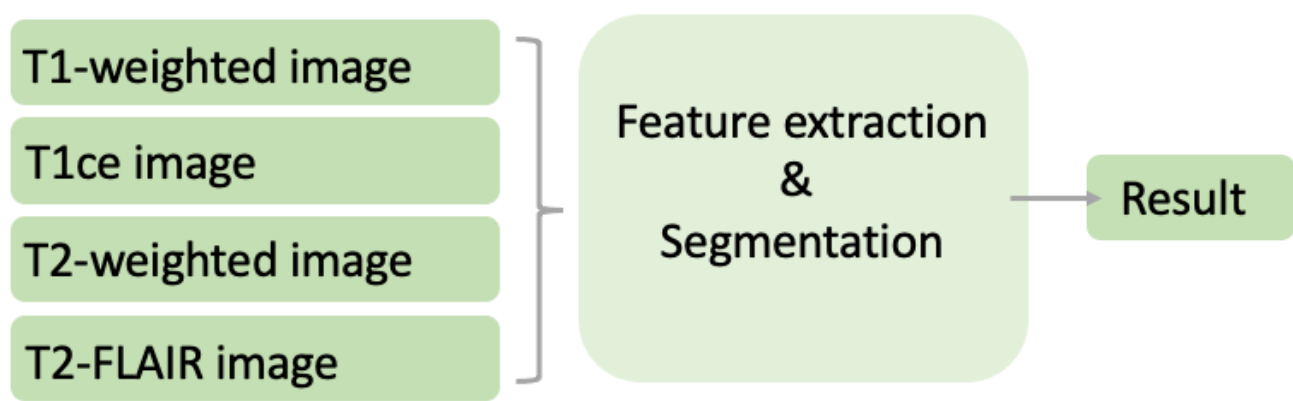 T1-weighted image
T1ce image
T2-weighted image
T2-FLAIR image
Feature extraction
&
Segmentation
Result